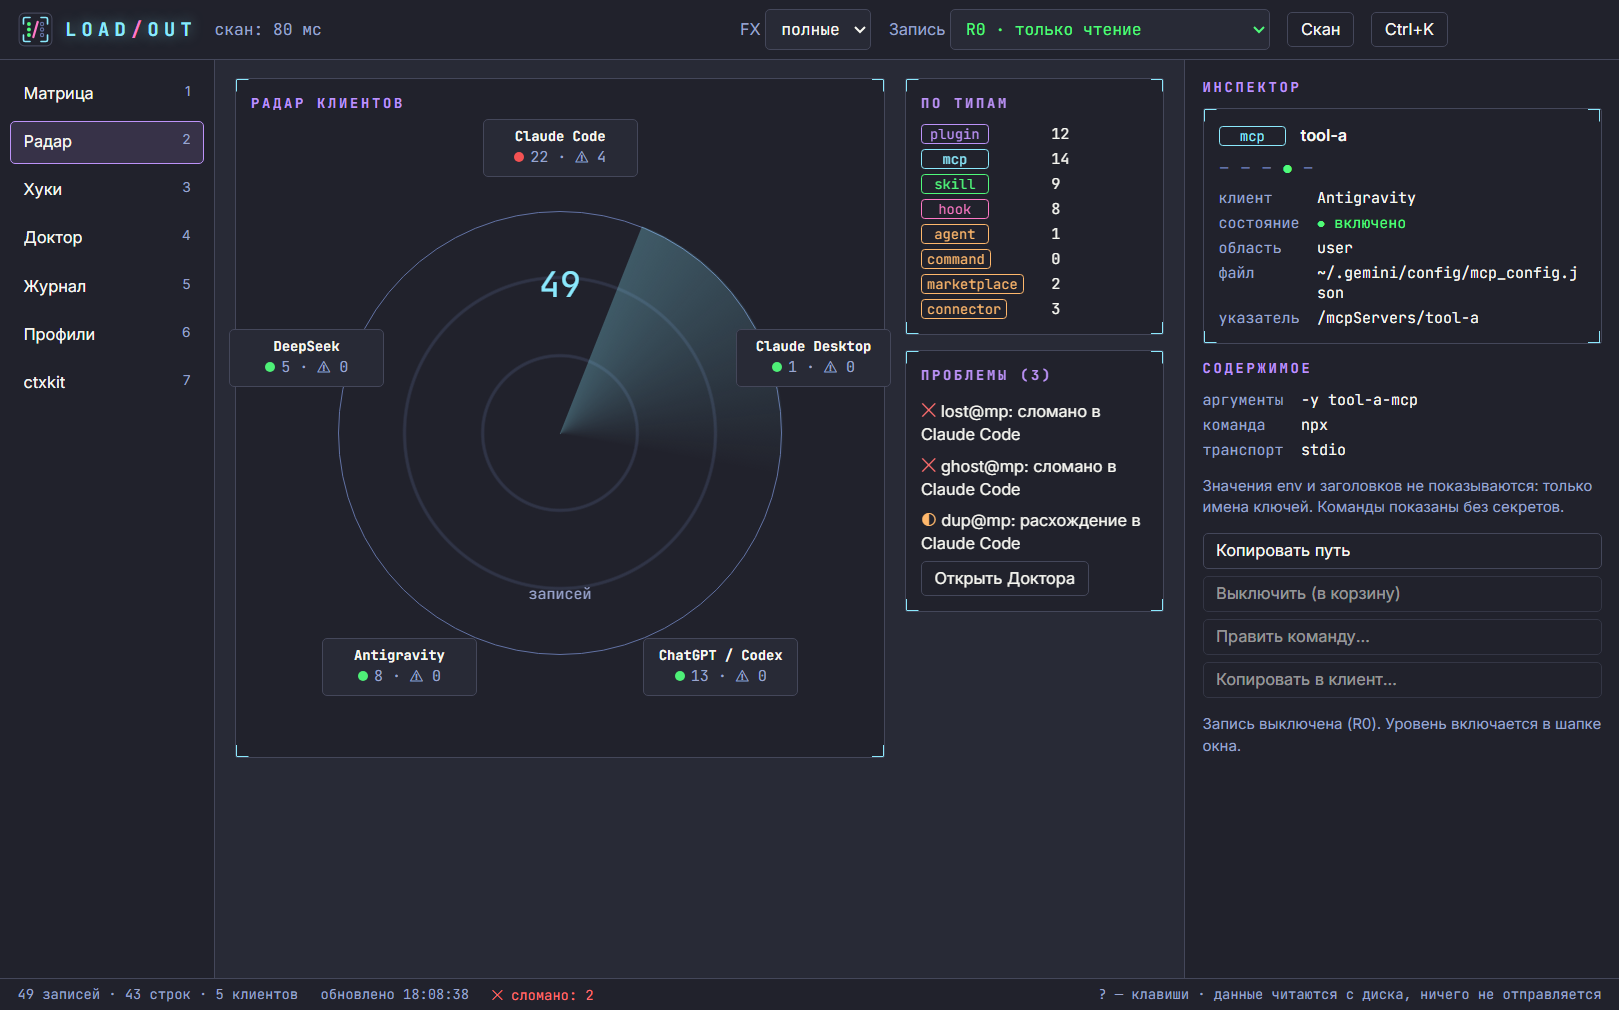 LOAD/OUT
скан: 80 мс
FX полные
Запись R0 · только чтение
Скан
Ctrl+K
Матрица 1
Радар 2
Хуки 3
Доктор 4
Журнал 5
Профили 6
ctxkit 7
РАДАР КЛИЕНТОВ
Claude Code
22 · ⚠ 4
49
DeepSeek
5 · ⚠ 0
Claude Desktop
1 · ⚠ 0
записей
Antigravity
8 · ⚠ 0
ChatGPT / Codex
13 · ⚠ 0
ПО ТИПАМ
plugin 12
mcp 14
skill 9
hook 8
agent 1
command 0
marketplace 2
connector 3
ПРОБЛЕМЫ (3)
lost@mp: сломано в
Claude Code
ghost@mp: сломано в
Claude Code
dup@mp: расхождение в
Claude Code
Открыть Доктора
ИНСПЕКТОР
mcp tool-a
— — — ● —
клиент Antigravity
состояние ● включено
область user
файл ~/.gemini/config/mcp_config.j
son
указатель /mcpServers/tool-a
СОДЕРЖИМОЕ
аргументы -y tool-a-mcp
команда npx
транспорт stdio
Значения env и заголовков не показываются: только
имена ключей. Команды показаны без секретов.
Копировать путь
Выключить (в корзину)
Править команду...
Копировать в клиент...
Запись выключена (R0). Уровень включается в шапке
окна.
49 записей · 43 строк · 5 клиентов обновлено 18:08:38 сломано: 2
? — клавиши · данные читаются с диска, ничего не отправляется